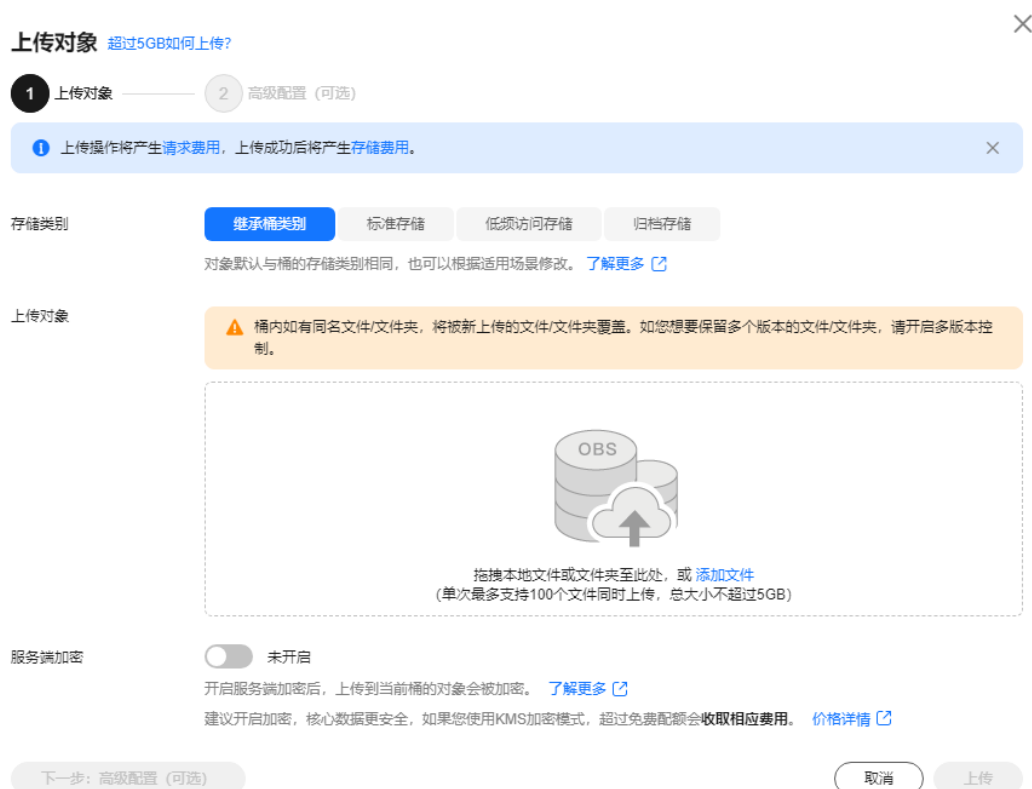 上传对象 超过5GB如何上传?
1 上传对象 2 高级配置（可选）
上传操作将产生请求费用，上传成功后将产生存储费用。
存储类别 继承桶类别 标准存储 低频访问存储 归档存储
对象默认与桶的存储类别相同，也可以根据适用场景修改。 了解更多
上传对象
桶内如有同名文件/文件夹，将被新上传的文件/文件夹覆盖。如您想要保留多个版本的文件/文件夹，请开启多版本控
制。
OBS
拖拽本地文件或文件夹至此处，或 添加文件
（单次最多支持100个文件同时上传，总大小不超过5GB）
服务端加密 未开启
开启服务端加密后，上传到当前桶的对象会被加密。 了解更多
建议开启加密，核心数据更安全，如果您使用KMS加密模式，超过免费配额会收取相应费用。 价格详情
下一步：高级配置（可选） 取消 上传